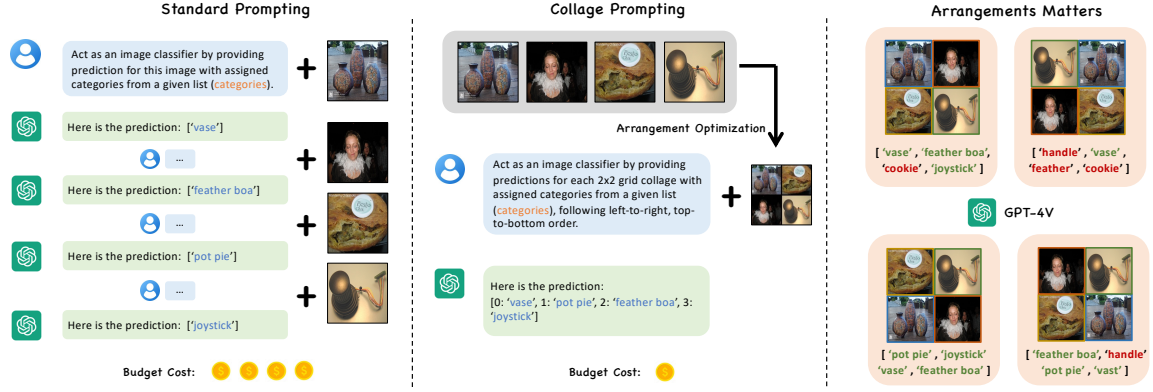 Standard Prompting
Act as an image classifier by providing
prediction for this image with assigned
categories from a given list (categories).
Here is the prediction: [‘vase’]
...
Here is the prediction: [‘feather boa’]
...
Here is the prediction: [‘pot pie’]
...
Here is the prediction: [‘joystick’]
Budget Cost:
Collage Prompting
Arrangement Optimization
Act as an image classifier by providing
predictions for each 2x2 grid collage with
assigned categories from a given list
(categories), following left-to-right, top-
to-bottom order.
Here is the prediction:
[0: ‘vase’, 1: ‘pot pie’, 2: ‘feather boa’, 3:
‘joystick’]
Budget Cost:
Arrangements Matters
[ ‘vase’ , ‘feather boa’,
‘cookie’ , ‘joystick’ ]
[ ‘handle’ , ‘vase’ ,
‘feather’ , ‘cookie’ ]
GPT-4V
[ ‘pot pie’ , ‘joystick’
‘vase’ , ‘feather boa’ ]
[ ‘feather boa’, ‘handle’
‘pot pie’ , ‘vast’ ]